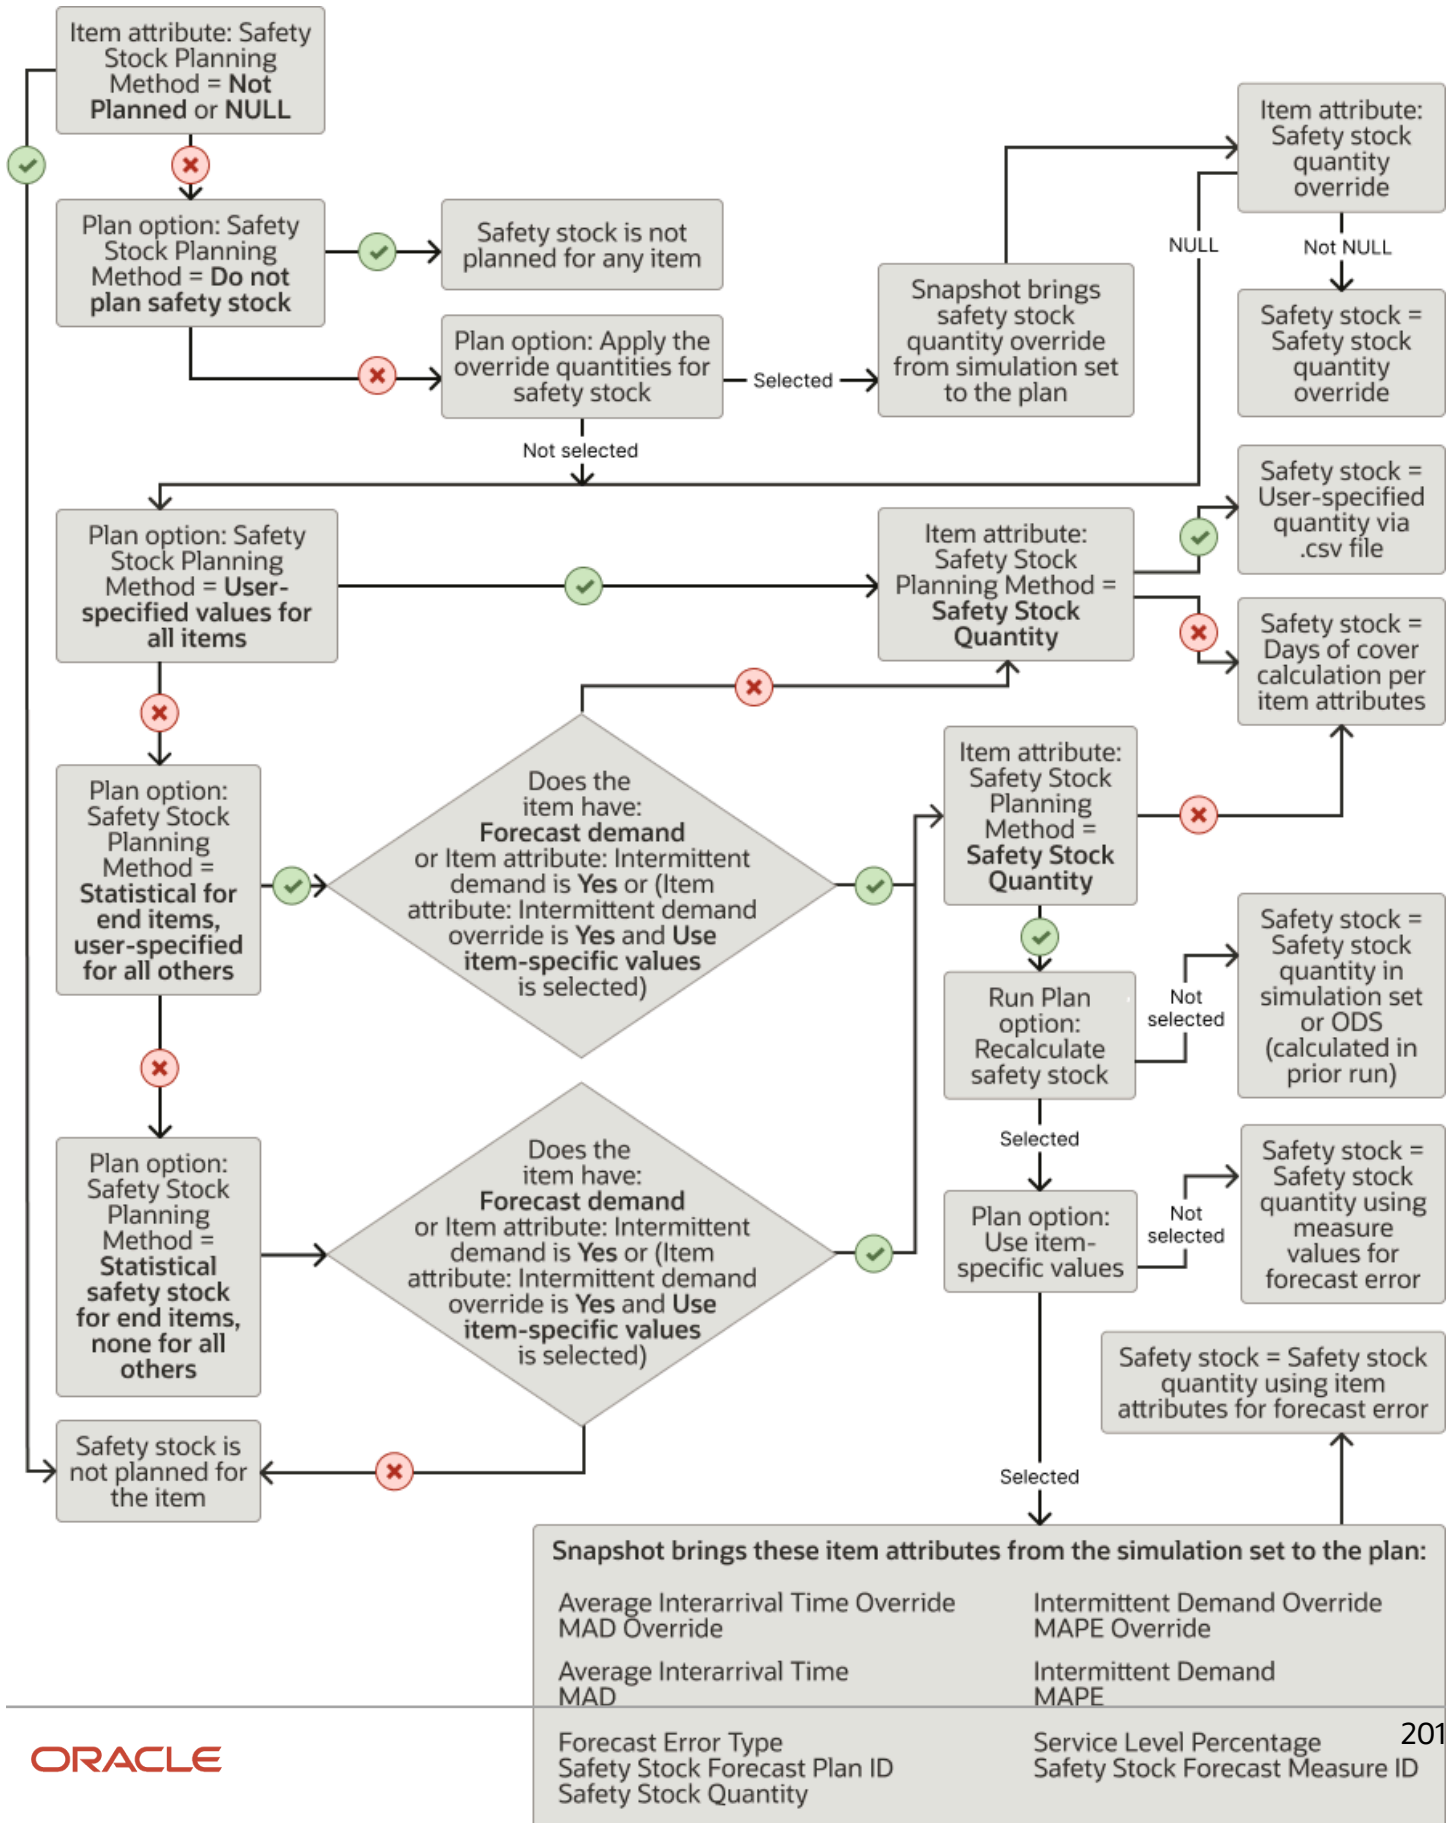 Item attribute: Safety
Stock Planning
Method = Not
Planned or NULL
Plan option: Safety
Stock Planning
Method = Do not
plan safety stock
Safety stock is not
planned for any item
Plan option: Apply the
override quantities for
safety stock
Selected
Not selected
Snapshot brings
safety stock
quantity override
from simulation set
to the plan
Item attribute:
Safety stock
quantity
override
NULL
Not NULL
Safety stock =
Safety stock
quantity
override
Plan option: Safety
Stock Planning
Method = User-
specified values for
all items
Item attribute:
Safety Stock
Planning Method =
Safety Stock
Quantity
Safety stock =
User-specified
quantity via
.csv file
Safety stock =
Days of cover
calculation per
item attributes
Plan option:
Safety Stock
Planning
Method =
Statistical for
end items,
user-specified
for all others
Does the
item have:
Forecast demand
or Item attribute: Intermittent
demand is Yes or (Item
attribute: Intermittent demand
override is Yes and Use
item-specific values
is selected)
Item attribute:
Safety Stock
Planning
Method =
Safety Stock
Quantity
Run Plan
option:
Recalculate
safety stock
Not
selected
Safety stock =
Safety stock
quantity in
simulation set
or ODS
(calculated in
prior run)
Selected
Plan option:
Safety Stock
Planning
Method =
Statistical
safety stock
for end items,
none for all
others
Does the
item have:
Forecast demand
or Item attribute: Intermittent
demand is Yes or (Item
attribute: Intermittent demand
override is Yes and Use
item-specific values
is selected)
Plan option:
Use item-
specific values
Not
selected
Safety stock =
Safety stock
quantity using
measure
values for
forecast error
Safety stock = Safety stock
quantity using item
attributes for forecast error
Safety stock is
not planned for
the item
Selected
Snapshot brings these item attributes from the simulation set to the plan:
Average Interarrival Time Override
MAD Override
Intermittent Demand Override
MAPE Override
Average Interarrival Time
MAD
Intermittent Demand
MAPE
Forecast Error Type
Safety Stock Forecast Plan ID
Safety Stock Quantity
Service Level Percentage
Safety Stock Forecast Measure ID
ORACLE
201